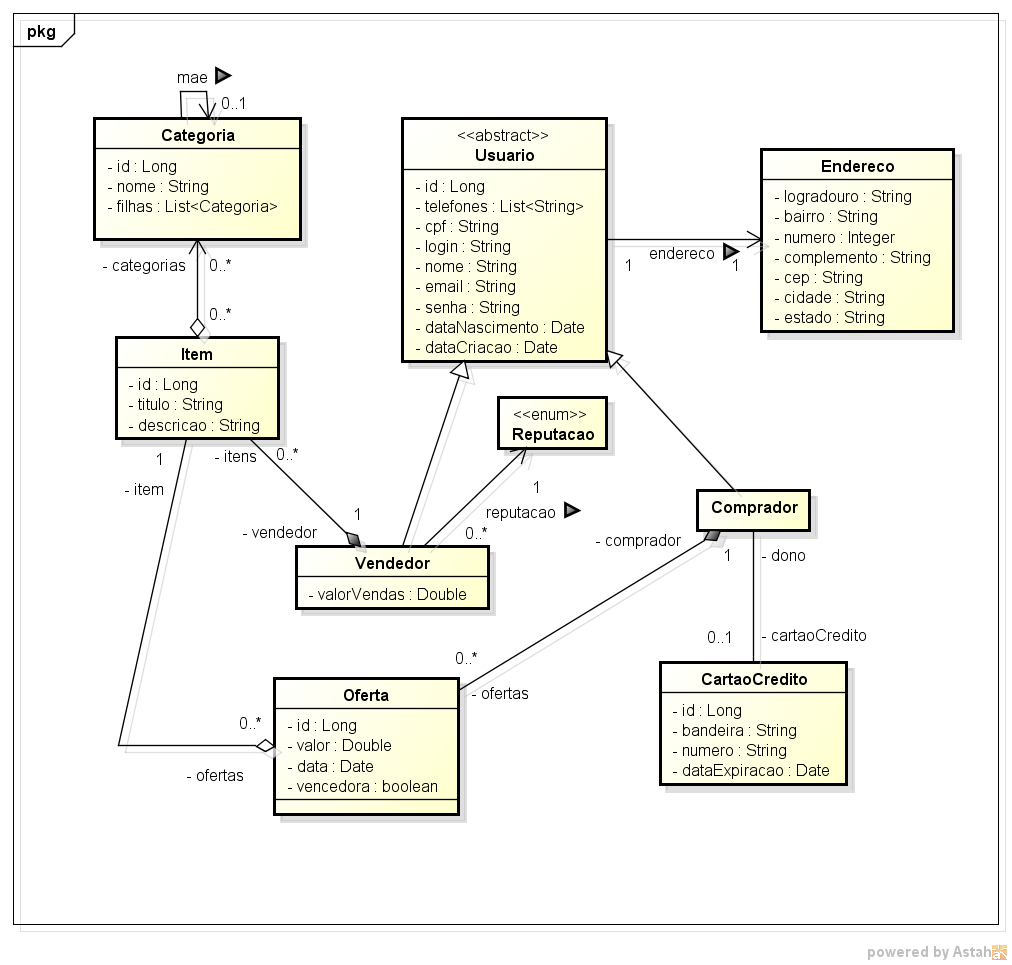 pkg
mae
0..1
Categoria
- id : Long
- nome : String
- filhas : List<Categoria>
- categorias
0..*
0..*
Item
- id : Long
- titulo : String
- descricao : String
1
- item
- itens
0..*
<<abstract>>
Usuario
- id : Long
- telefones : List<String>
- cpf : String
- login : String
- nome : String
- email : String
- senha : String
- dataNascimento : Date
- dataCriacao : Date
1
endereco
1
Endereco
- logradouro : String
- bairro : String
- numero : Integer
- complemento : String
- cep : String
- cidade : String
- estado : String
<<enum>>
Reputacao
1
reputacao
0..*
1
- vendedor
Vendedor
- valorVendas : Double
Comprador
- comprador
1
- dono
0..1
- cartaoCredito
CartaoCredito
- id : Long
- bandeira : String
- numero : String
- dataExpiracao : Date
0..*
- ofertas
Oferta
- id : Long
- valor : Double
- data : Date
- vencedora : boolean
0..*
- ofertas
powered by Astah